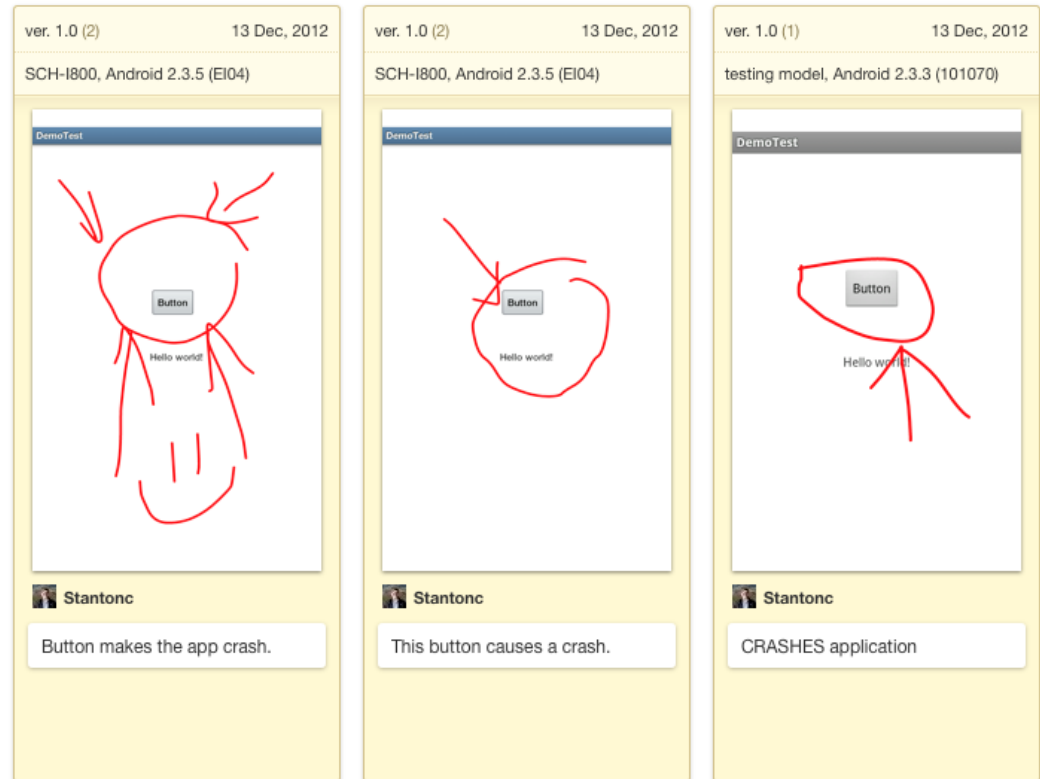 ver. 1.0 (2) 13 Dec, 2012
SCH-I800, Android 2.3.5 (EI04)
DemoTest
Button
Hello world!
Stantonc
Button makes the app crash.
ver. 1.0 (2) 13 Dec, 2012
SCH-I800, Android 2.3.5 (EI04)
DemoTest
Button
Hello world!
Stantonc
This button causes a crash.
ver. 1.0 (1) 13 Dec, 2012
testing model, Android 2.3.3 (101070)
DemoTest
Button
Hello world!
Stantonc
CRASHES application